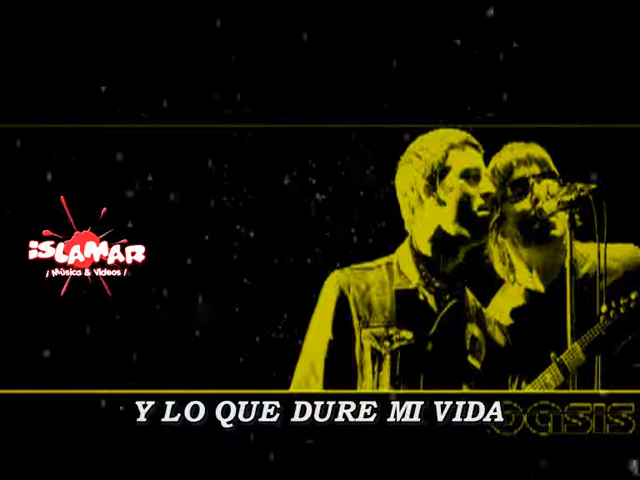 iSLAMAR
/ Música & Videos /
Y LO QUE DURE MI VIDA
oasis